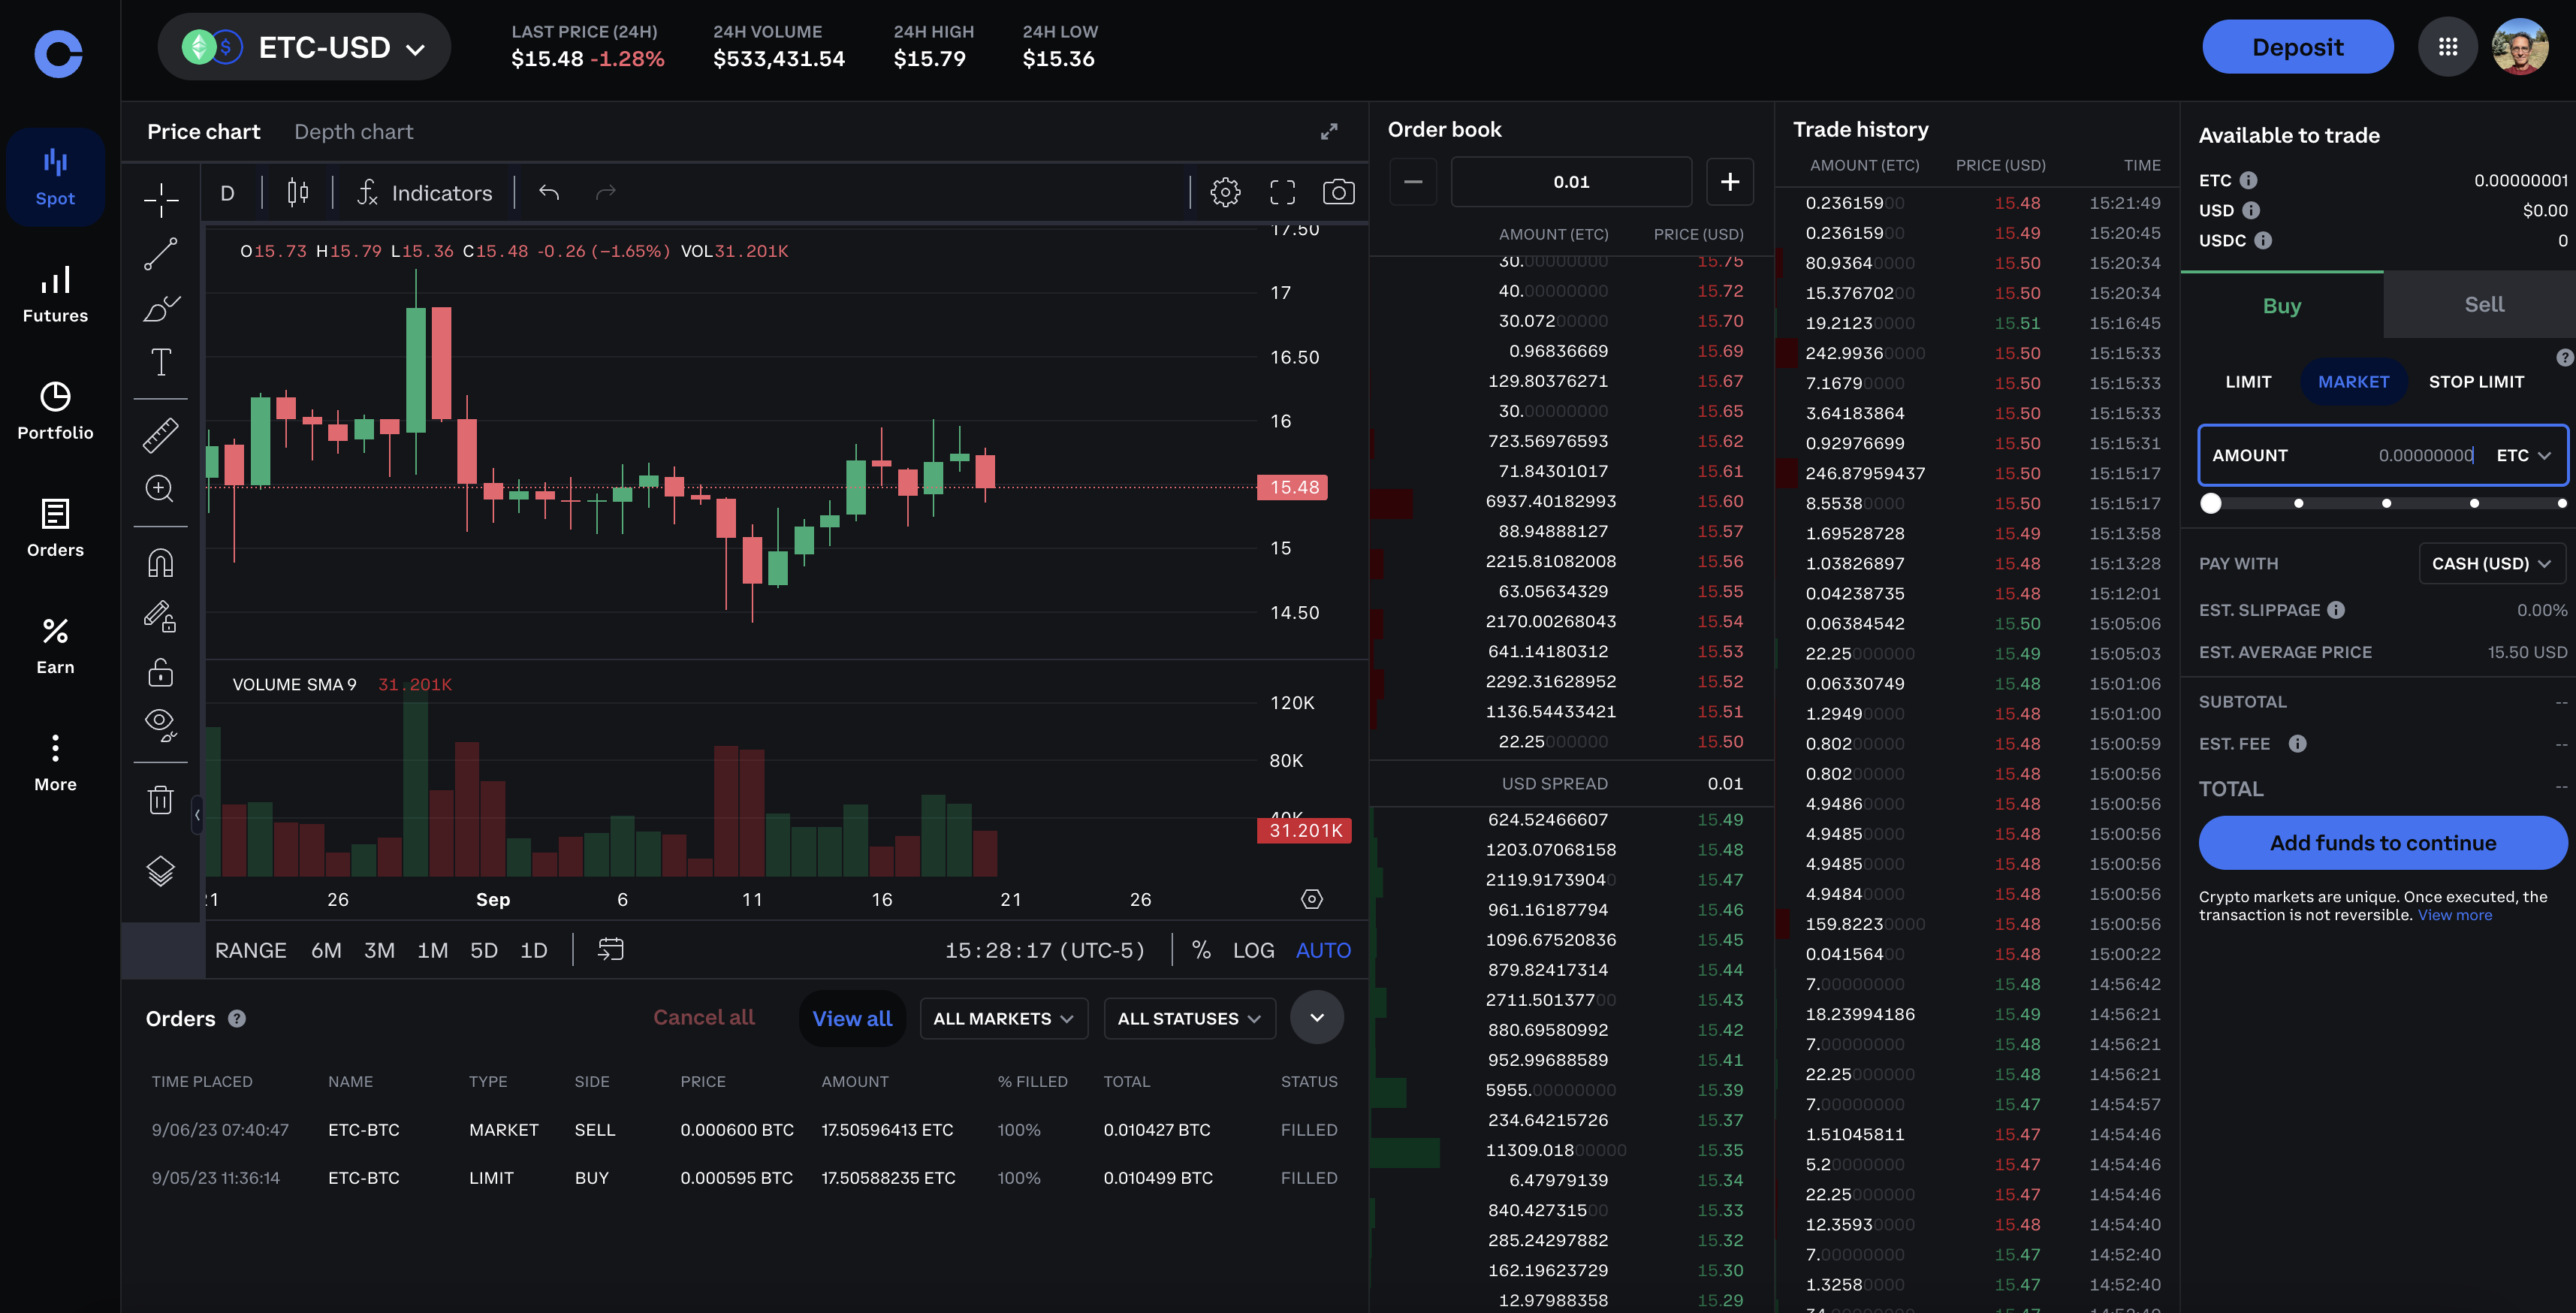 ETC-USD
LAST PRICE (24H) 24H VOLUME 24H HIGH 24H LOW
$15.48 -1.28% $533,431.54 $15.79 $15.36
Deposit
Spot
Futures
Portfolio
Orders
Earn
More
Price chart Depth chart
D Indicators
O15.73 H15.79 L15.36 C15.48 -0.26 (−1.65%) VOL31.201K
17.50
17
16.50
16
15.48
15
14.50
VOLUME SMA 9 31.201K
120K
80K
40K
31.201K
21 26 Sep 6 11 16 21 26
RANGE 6M 3M 1M 5D 1D 15:28:17 (UTC-5) % LOG AUTO
Orders Cancel all View all ALL MARKETS ALL STATUSES
TIME PLACED NAME TYPE SIDE PRICE AMOUNT % FILLED TOTAL STATUS
9/06/23 07:40:47 ETC-BTC MARKET SELL 0.000600 BTC 17.50596413 ETC 100% 0.010427 BTC FILLED
9/05/23 11:36:14 ETC-BTC LIMIT BUY 0.000595 BTC 17.50588235 ETC 100% 0.010499 BTC FILLED
Order book
0.01
AMOUNT (ETC) PRICE (USD)
30.00000000 15.75
40.00000000 15.72
30.07200000 15.70
0.96836669 15.69
129.80376271 15.67
30.00000000 15.65
723.56976593 15.62
71.84301017 15.61
6937.40182993 15.60
88.94888127 15.57
2215.81082008 15.56
63.05634329 15.55
2170.00268043 15.54
641.14180312 15.53
2292.31628952 15.52
1136.54433421 15.51
22.25000000 15.50
USD SPREAD 0.01
624.52466607 15.49
1203.07068158 15.48
2119.91739040 15.47
961.16187794 15.46
1096.67520836 15.45
879.82417314 15.44
2711.50137700 15.43
880.69580992 15.42
952.99688589 15.41
5955.00000000 15.39
234.64215726 15.37
11309.01800000 15.35
6.47979139 15.34
840.42731500 15.33
285.24297882 15.32
162.19623729 15.30
12.97988358 15.29
Trade history
AMOUNT (ETC) PRICE (USD) TIME
0.23615900 15.48 15:21:49
0.23615900 15.49 15:20:45
80.93640000 15.50 15:20:34
15.37670200 15.50 15:20:34
19.21230000 15.51 15:16:45
242.99360000 15.50 15:15:33
7.16790000 15.50 15:15:33
3.64183864 15.50 15:15:33
0.92976699 15.50 15:15:31
246.87959437 15.50 15:15:17
8.55380000 15.50 15:15:17
1.69528728 15.49 15:13:58
1.03826897 15.48 15:13:28
0.04238735 15.48 15:12:01
0.06384542 15.50 15:05:06
22.25000000 15.49 15:05:03
0.06330749 15.48 15:01:06
1.29490000 15.48 15:01:00
0.80200000 15.48 15:00:59
0.80200000 15.48 15:00:56
4.94860000 15.48 15:00:56
4.94850000 15.48 15:00:56
4.94850000 15.48 15:00:56
4.94840000 15.48 15:00:56
159.82230000 15.48 15:00:56
0.04156400 15.48 15:00:22
7.00000000 15.48 14:56:42
18.23994186 15.49 14:56:21
7.00000000 15.48 14:56:21
22.25000000 15.48 14:56:21
7.00000000 15.47 14:54:57
1.51045811 15.47 14:54:46
5.20000000 15.47 14:54:46
22.25000000 15.47 14:54:46
12.35930000 15.48 14:54:40
7.00000000 15.47 14:52:40
1.32580000 15.47 14:52:40
Available to trade
ETC 0.00000001
USD $0.00
USDC 0
Buy Sell
LIMIT MARKET STOP LIMIT
AMOUNT 0.00000000 ETC
PAY WITH CASH (USD)
EST. SLIPPAGE 0.00%
EST. AVERAGE PRICE 15.50 USD
SUBTOTAL --
EST. FEE --
TOTAL --
Add funds to continue
Crypto markets are unique. Once executed, the
transaction is not reversible. View more